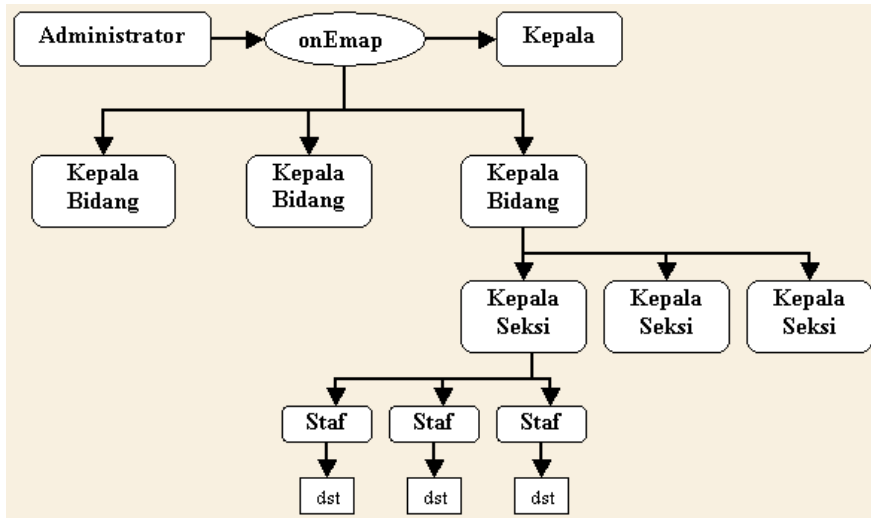 Administrator
onEmap
Kepala
Kepala
Bidang
Kepala
Bidang
Kepala
Bidang
Kepala
Seksi
Kepala
Seksi
Kepala
Seksi
Staf
Staf
Staf
dst
dst
dst